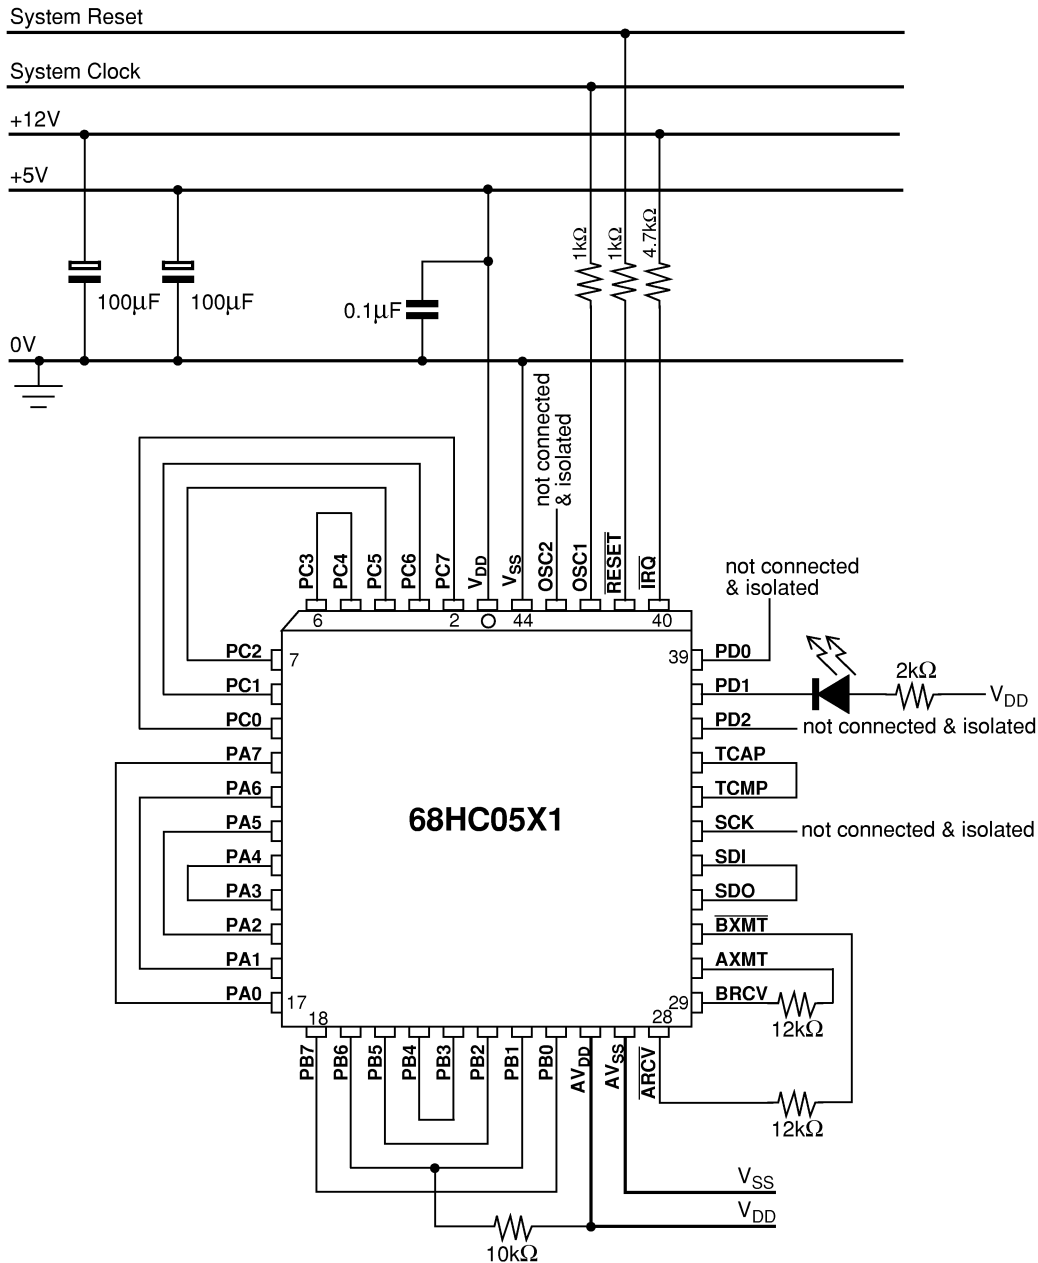 System Reset
System Clock
+12V
+5V
1kΩ
1kΩ
4.7kΩ
100µF
100µF
0.1µF
0V
not connected
& isolated
PC3
PC4
PC5
PC6
PC7
VDD
VSS
OSC2
OSC1
RESET
IRQ
not connected
& isolated
6
2
44
40
PC2
7
39
PD0
PC1
PD1
2kΩ
VDD
PC0
PD2
not connected & isolated
PA7
TCAP
PA6
TCMP
PA5
68HC05X1
SCK
not connected & isolated
PA4
SDI
PA3
SDO
PA2
BXMT
PA1
AXMT
PA0
17
29
BRCV
12kΩ
18
28
PB7
PB6
PB5
PB4
PB3
PB2
PB1
PB0
AVDD
AVSS
ARCV
12kΩ
VSS
VDD
10kΩ